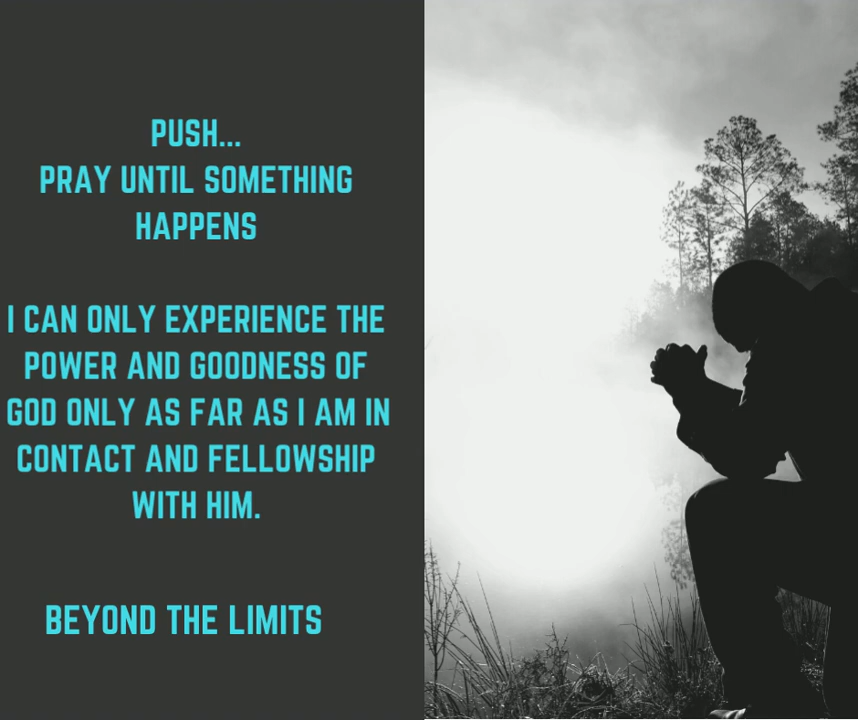 PUSH...
PRAY UNTIL SOMETHING
HAPPENS
I CAN ONLY EXPERIENCE THE
POWER AND GOODNESS OF
GOD ONLY AS FAR AS I AM IN
CONTACT AND FELLOWSHIP
WITH HIM.
BEYOND THE LIMITS